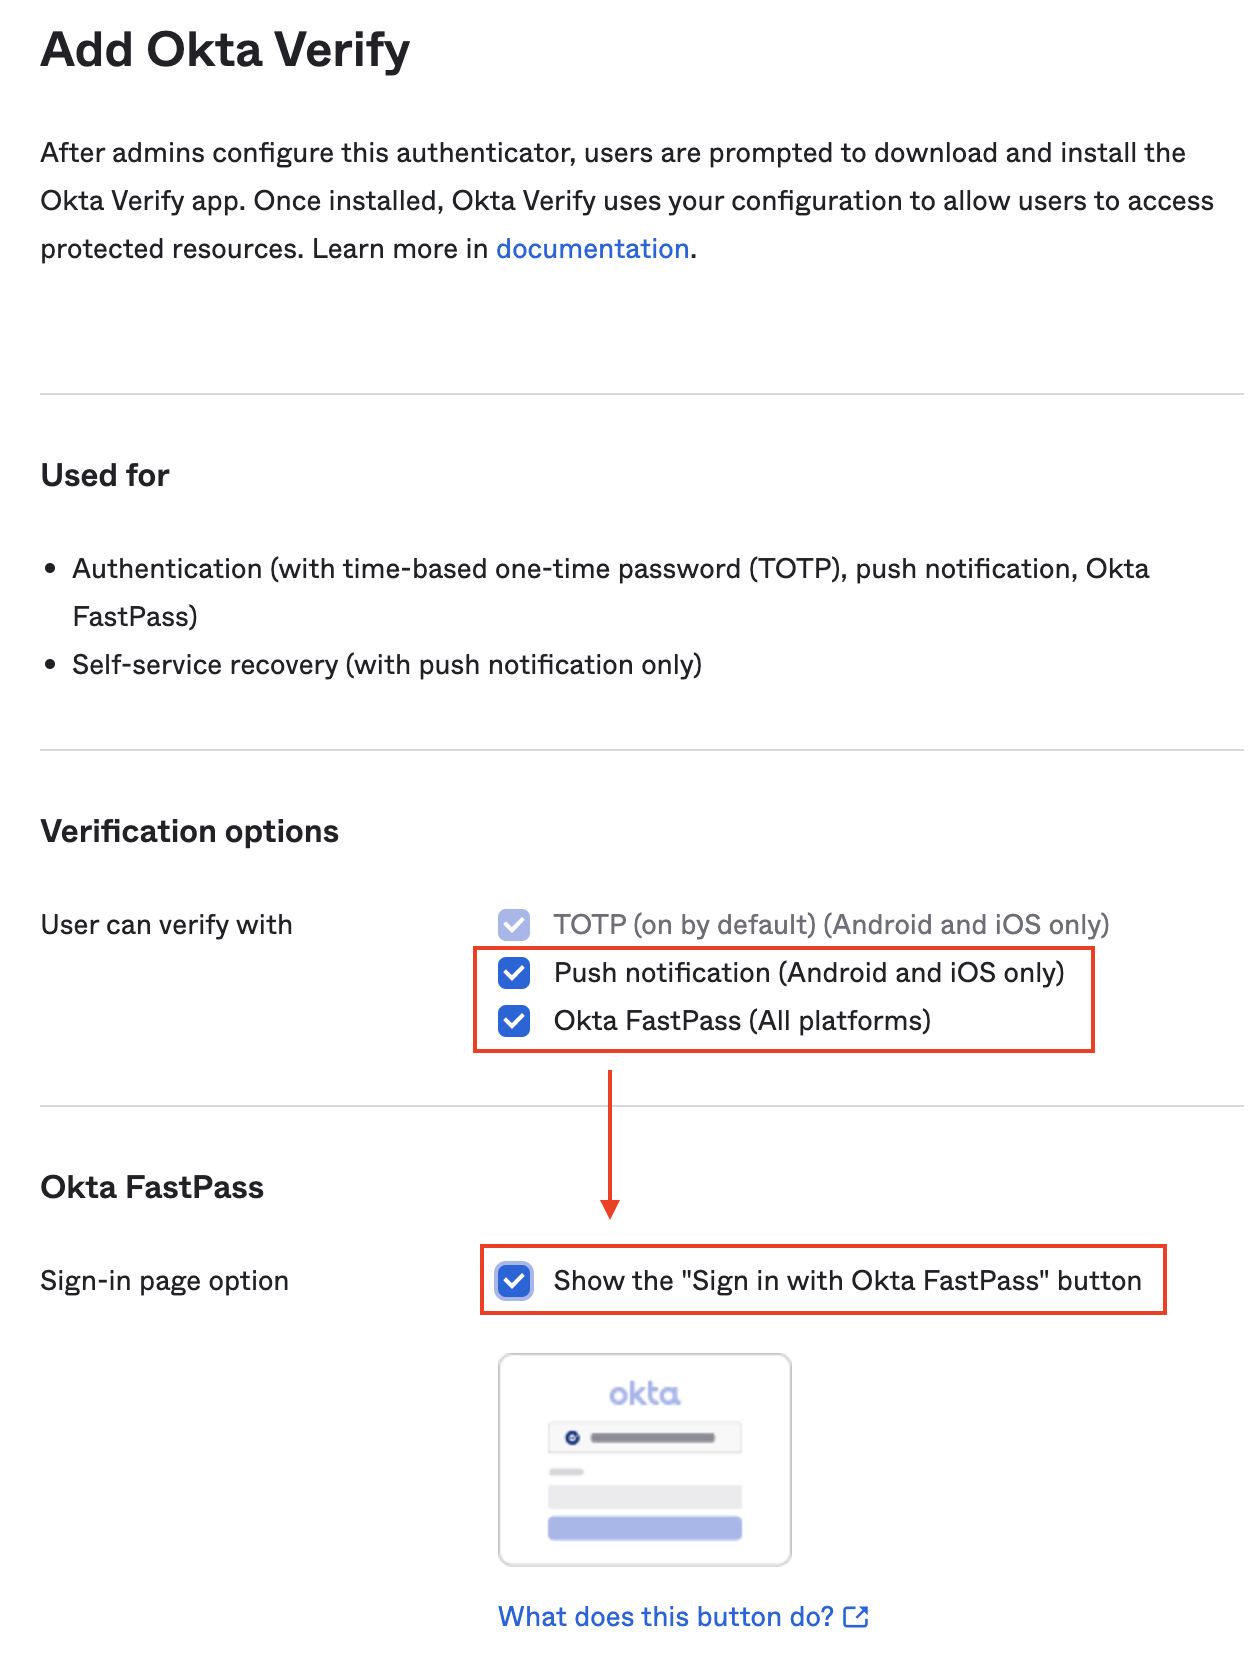 Add Okta Verify
After admins configure this authenticator, users are prompted to download and install the
Okta Verify app. Once installed, Okta Verify uses your configuration to allow users to access
protected resources. Learn more in documentation.
Used for
• Authentication (with time-based one-time password (TOTP), push notification, Okta
FastPass)
• Self-service recovery (with push notification only)
Verification options
User can verify with
TOTP (on by default) (Android and iOS only)
Push notification (Android and iOS only)
Okta FastPass (All platforms)
Okta FastPass
Sign-in page option
Show the "Sign in with Okta FastPass" button
okta
What does this button do?